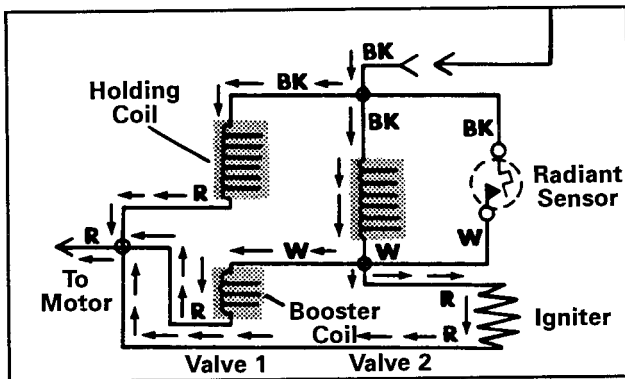 BK
BK
Holding
Coil
BK
BK
Radiant
Sensor
R
R
W
W
W
To
Motor
R
Booster
Coil
R
Igniter
R
R
Valve 1
Valve 2